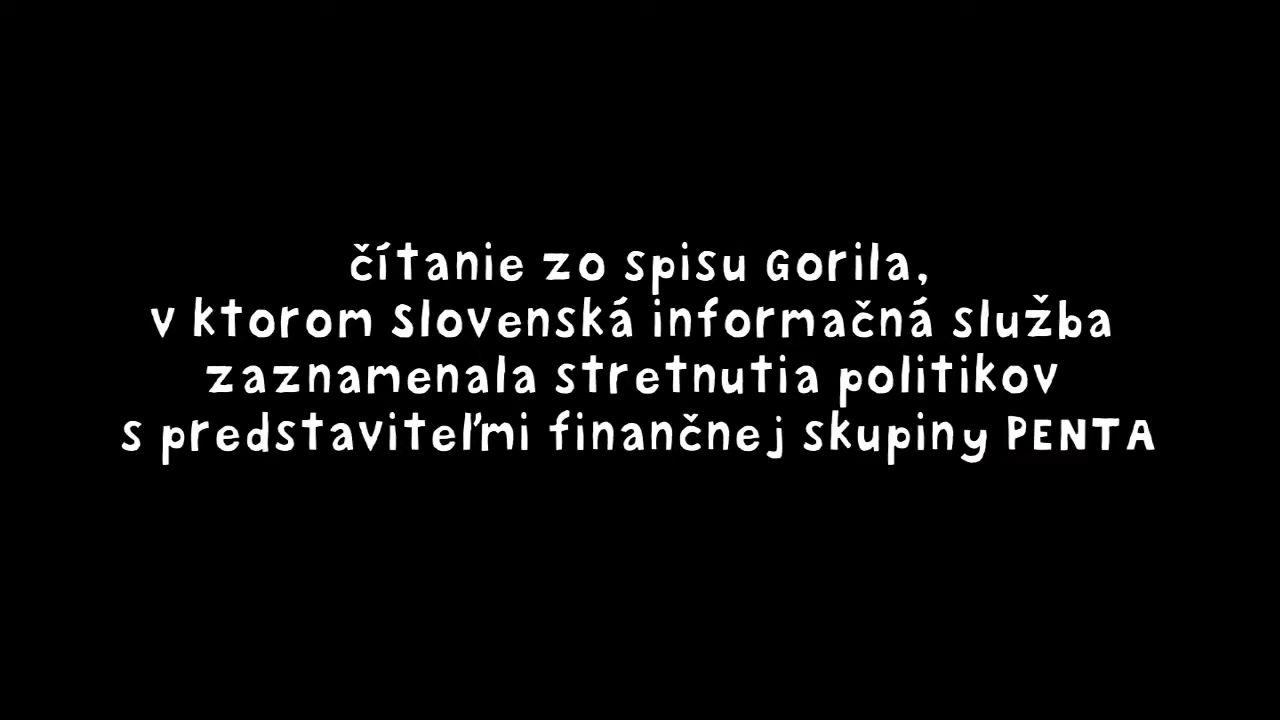 čítanie zo spisu Gorila,
v ktorom Slovenská informačná služba
zaznamenala stretnutia politikov
s predstaviteľmi finančnej skupiny PENTA